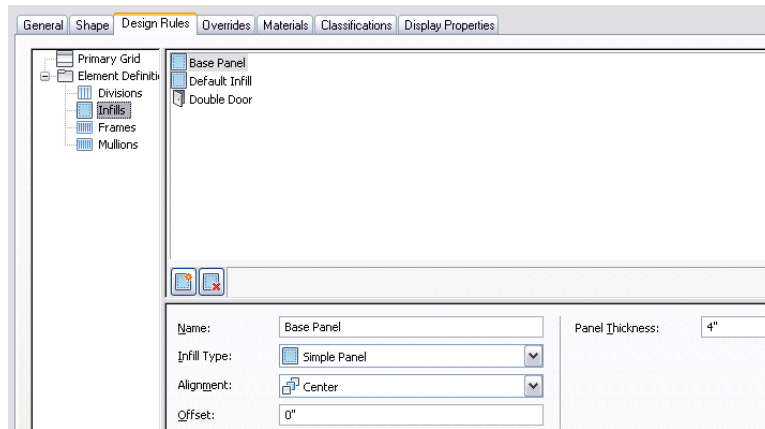 General Shape Design Rules Overrides Materials Classifications Display Properties
Primary Grid
Element Definiti
Divisions
Infills
Frames
Mullions
Base Panel
Default Infill
Double Door
Name: Base Panel
Panel Thickness: 4"
Infill Type: Simple Panel
Alignment: Center
Offset: 0"